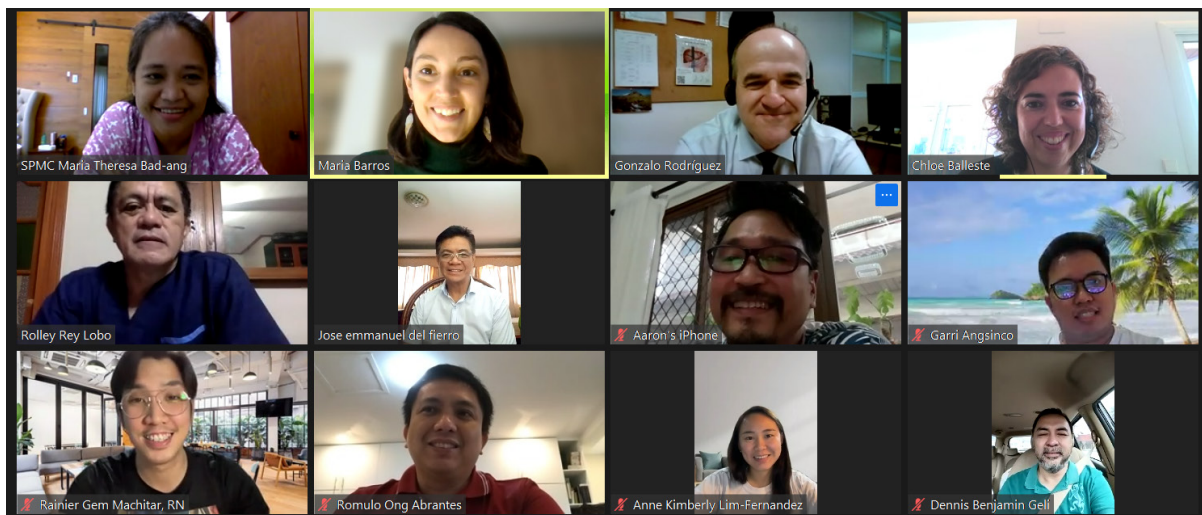 SPMC Maria Theresa Bad-ang
Maria Barros
Gonzalo Rodríguez
Chloe Balleste
Rolley Rey Lobo
Jose emmanuel del fierro
Aaron's iPhone
Garri Angsinco
Rainier Gem Machitar, RN
Romulo Ong Abrantes
Anne Kimberly Lim-Fernandez
Dennis Benjamin Geli